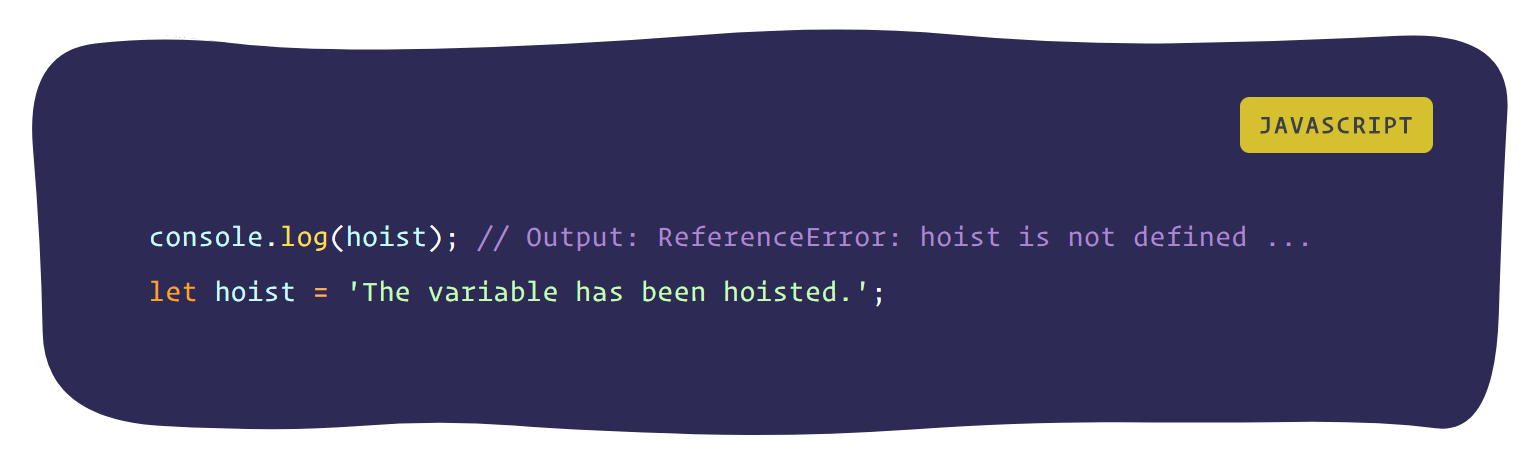 JAVASCRIPT
console.log(hoist); // Output: ReferenceError: hoist is not defined ...
let hoist = 'The variable has been hoisted.';